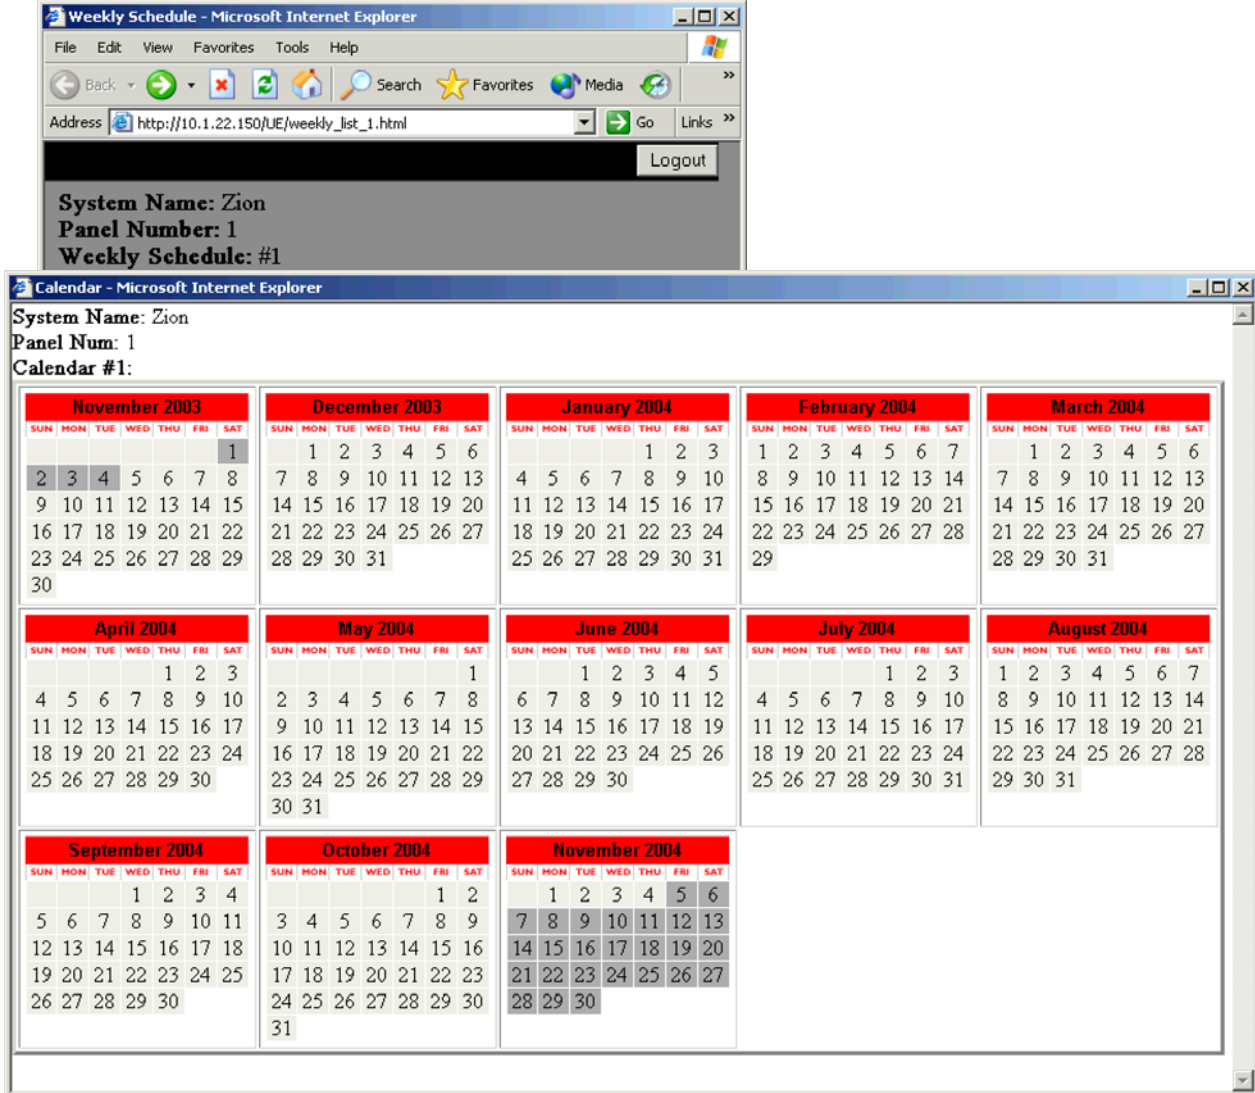 Weekly Schedule - Microsoft Internet Explorer
File Edit View Favorites Tools Help
Back Search Favorites Media »
Address http://10.1.22.150/UE/weekly_list_1.html Go Links »
Logout
System Name: Zion
Panel Number: 1
Weekly Schedule: #1
Calendar - Microsoft Internet Explorer
System Name: Zion
Panel Num: 1
Calendar #1:
November 2003
SUN MON TUE WED THU FRI SAT
1
2 3 4 5 6 7 8
9 10 11 12 13 14 15
16 17 18 19 20 21 22
23 24 25 26 27 28 29
30
December 2003
SUN MON TUE WED THU FRI SAT
1 2 3 4 5 6
7 8 9 10 11 12 13
14 15 16 17 18 19 20
21 22 23 24 25 26 27
28 29 30 31
January 2004
SUN MON TUE WED THU FRI SAT
1 2 3
4 5 6 7 8 9 10
11 12 13 14 15 16 17
18 19 20 21 22 23 24
25 26 27 28 29 30 31
February 2004
SUN MON TUE WED THU FRI SAT
1 2 3 4 5 6 7
8 9 10 11 12 13 14
15 16 17 18 19 20 21
22 23 24 25 26 27 28
29
March 2004
SUN MON TUE WED THU FRI SAT
1 2 3 4 5 6
7 8 9 10 11 12 13
14 15 16 17 18 19 20
21 22 23 24 25 26 27
28 29 30 31
April 2004
SUN MON TUE WED THU FRI SAT
1 2 3
4 5 6 7 8 9 10
11 12 13 14 15 16 17
18 19 20 21 22 23 24
25 26 27 28 29 30
May 2004
SUN MON TUE WED THU FRI SAT
1
2 3 4 5 6 7 8
9 10 11 12 13 14 15
16 17 18 19 20 21 22
23 24 25 26 27 28 29
30 31
June 2004
SUN MON TUE WED THU FRI SAT
1 2 3 4 5
6 7 8 9 10 11 12
13 14 15 16 17 18 19
20 21 22 23 24 25 26
27 28 29 30
July 2004
SUN MON TUE WED THU FRI SAT
1 2 3
4 5 6 7 8 9 10
11 12 13 14 15 16 17
18 19 20 21 22 23 24
25 26 27 28 29 30 31
August 2004
SUN MON TUE WED THU FRI SAT
1 2 3 4 5 6 7
8 9 10 11 12 13 14
15 16 17 18 19 20 21
22 23 24 25 26 27 28
29 30 31
September 2004
SUN MON TUE WED THU FRI SAT
1 2 3 4
5 6 7 8 9 10 11
12 13 14 15 16 17 18
19 20 21 22 23 24 25
26 27 28 29 30
October 2004
SUN MON TUE WED THU FRI SAT
1 2
3 4 5 6 7 8 9
10 11 12 13 14 15 16
17 18 19 20 21 22 23
24 25 26 27 28 29 30
31
November 2004
SUN MON TUE WED THU FRI SAT
1 2 3 4 5 6
7 8 9 10 11 12 13
14 15 16 17 18 19 20
21 22 23 24 25 26 27
28 29 30